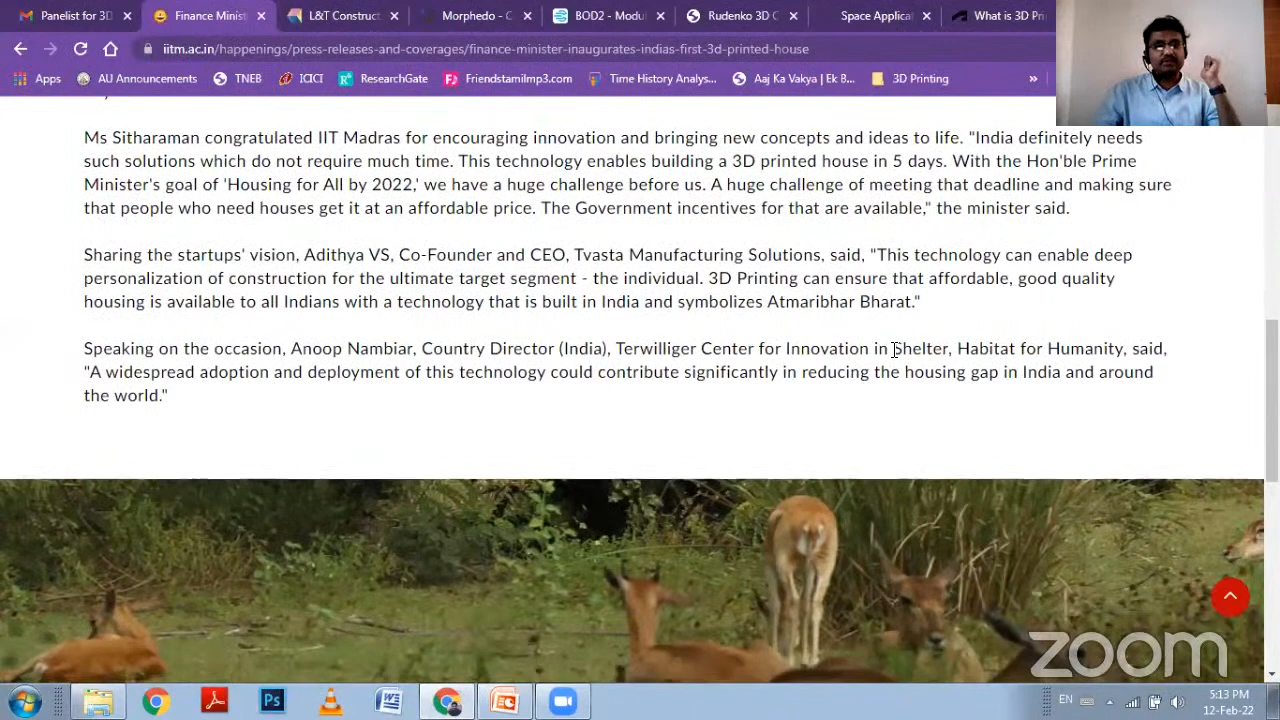 Panelist for 3D
Finance Minist
L&T Construct
Morphedo - C
BOD2 - Modul
Rudenko 3D C
Space Applicat
What is 3D Pri
iitm.ac.in/happenings/press-releases-and-coverages/finance-minister-inaugurates-indias-first-3d-printed-house
Apps AU Announcements TNEB ICICI ResearchGate Friendstamilmp3.com Time History Analys... Aaj Ka Vakya | Ek B... 3D Printing »
Ms Sitharaman congratulated IIT Madras for encouraging innovation and bringing new concepts and ideas to life. "India definitely needs
such solutions which do not require much time. This technology enables building a 3D printed house in 5 days. With the Hon'ble Prime
Minister's goal of 'Housing for All by 2022,' we have a huge challenge before us. A huge challenge of meeting that deadline and making sure
that people who need houses get it at an affordable price. The Government incentives for that are available," the minister said.
Sharing the startups' vision, Adithya VS, Co-Founder and CEO, Tvasta Manufacturing Solutions, said, "This technology can enable deep
personalization of construction for the ultimate target segment - the individual. 3D Printing can ensure that affordable, good quality
housing is available to all Indians with a technology that is built in India and symbolizes Atmaribhar Bharat."
Speaking on the occasion, Anoop Nambiar, Country Director (India), Terwilliger Center for Innovation in Shelter, Habitat for Humanity, said,
"A widespread adoption and deployment of this technology could contribute significantly in reducing the housing gap in India and around
the world."
zoom
EN
5:13 PM
12-Feb-22